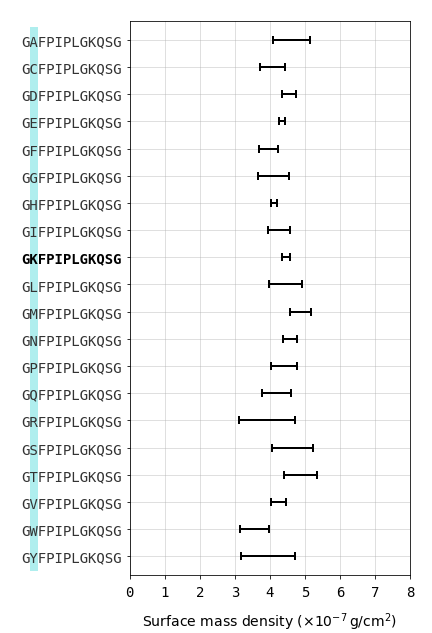 GAFPIPLGKQSG
GCFPIPLGKQSG
GDFPIPLGKQSG
GEFPIPLGKQSG
GFFPIPLGKQSG
GGFPIPLGKQSG
GHFPIPLGKQSG
GIFPIPLGKQSG
GKFPIPLGKQSG
GLFPIPLGKQSG
GMFPIPLGKQSG
GNFPIPLGKQSG
GPFPIPLGKQSG
GQFPIPLGKQSG
GRFPIPLGKQSG
GSFPIPLGKQSG
GTFPIPLGKQSG
GVFPIPLGKQSG
GWFPIPLGKQSG
GYFPIPLGKQSG
0 1 2 3 4 5 6 7 8
Surface mass density (×10⁻⁷ g/cm²)